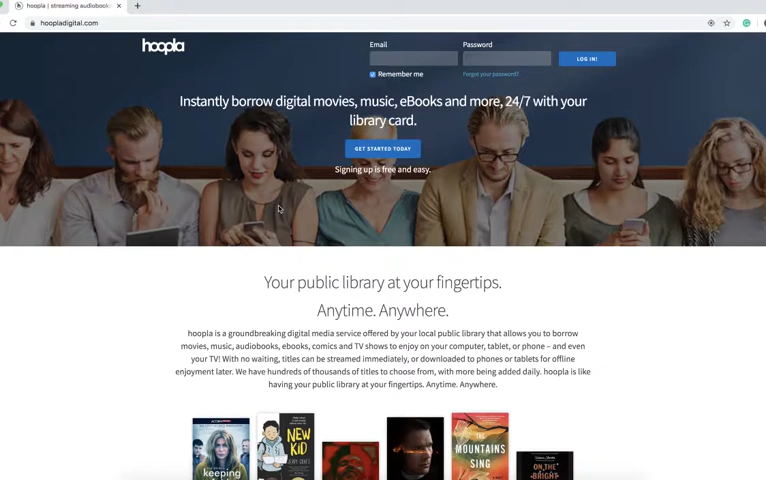 hoopla | streaming audiobook
hoopladigital.com
hoopla
Email
Password
LOG IN!
Remember me
Forgot your password?
Instantly borrow digital movies, music, eBooks and more, 24/7 with your
library card.
GET STARTED TODAY
Signing up is free and easy.
Your public library at your fingertips.
Anytime. Anywhere.
hoopla is a groundbreaking digital media service offered by your local public library that allows you to borrow
movies, music, audiobooks, ebooks, comics and TV shows to enjoy on your computer, tablet, or phone – and even
your TV! With no waiting, titles can be streamed immediately, or downloaded to phones or tablets for offline
enjoyment later. We have hundreds of thousands of titles to choose from, with more being added daily. hoopla is like
having your public library at your fingertips. Anytime. Anywhere.
keeping
NEW
KID
THE
MOUNTAINS
SING
ON THE
BRIGHT